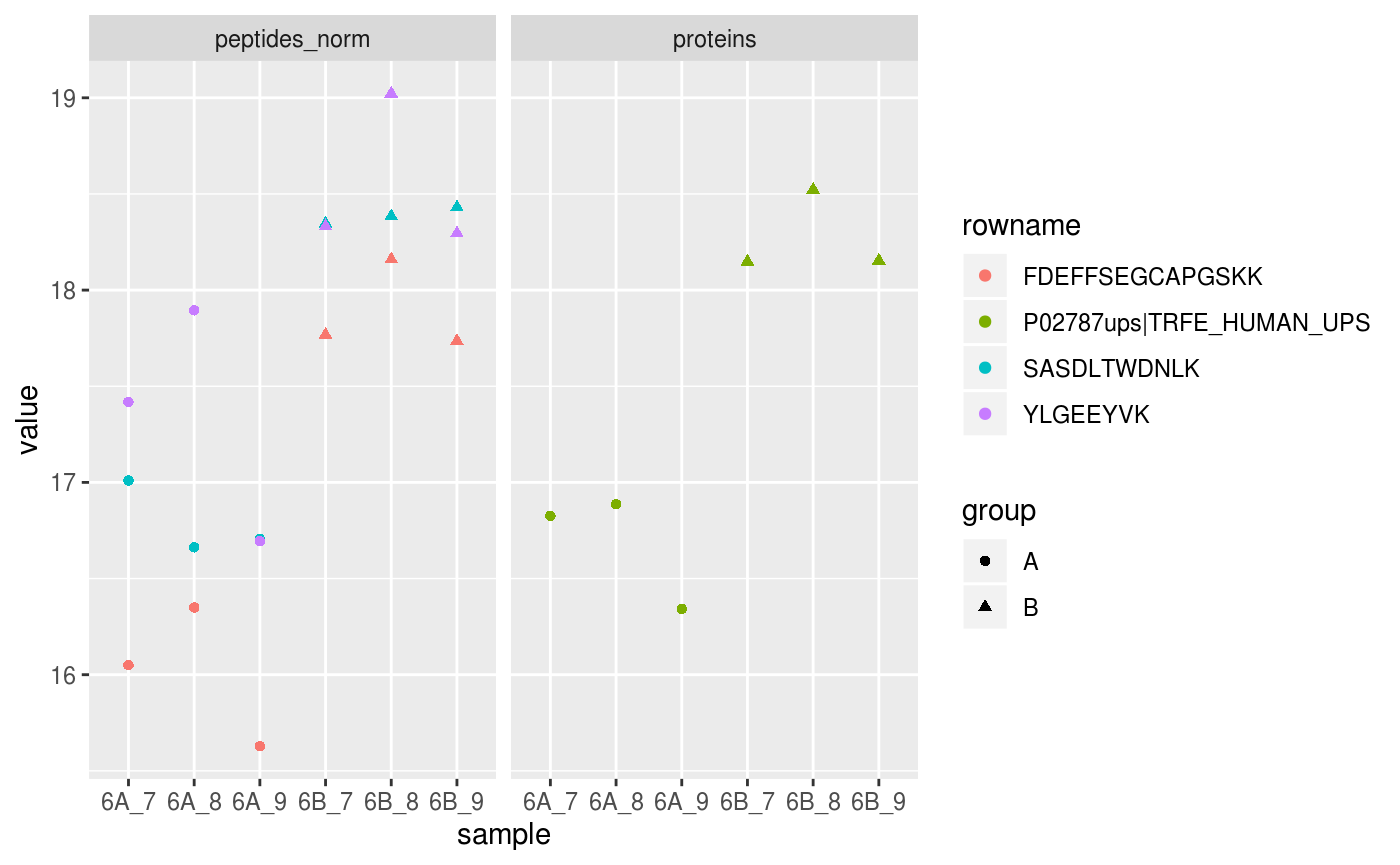 peptides_norm
proteins
19
18
17
16
value
6A_7 6A_8 6A_9 6B_7 6B_8 6B_9
6A_7 6A_8 6A_9 6B_7 6B_8 6B_9
sample
rowname
FDEFFSEGCAPGSKK
P02787ups|TRFE_HUMAN_UPS
SASDLTWDNLK
YLGEEYVK
group
A
B